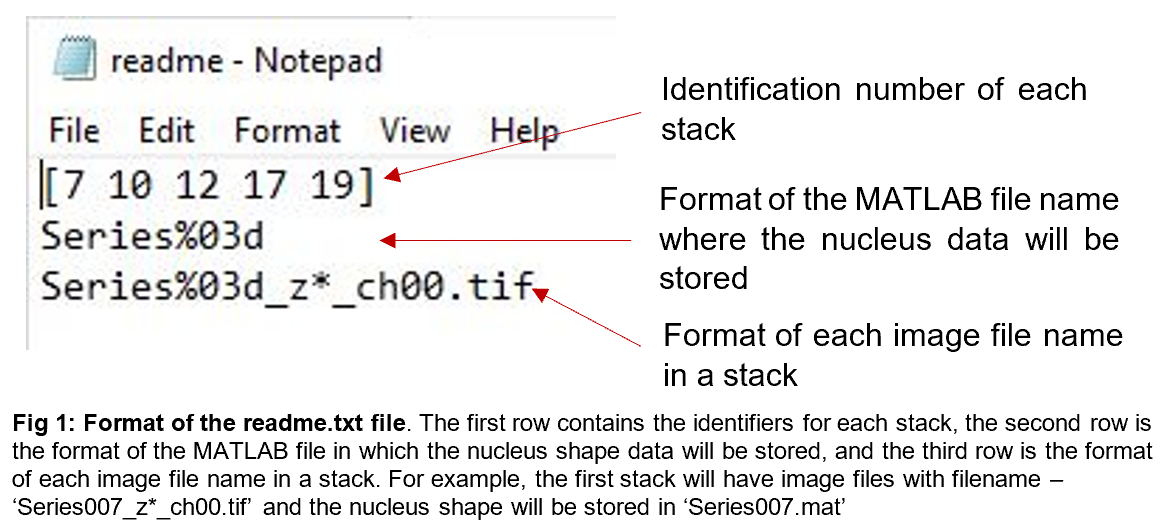 readme - Notepad
File Edit Format View Help
[7 10 12 17 19]
Series%03d
Series%03d_z*_ch00.tif
Identification number of each
stack
Format of the MATLAB file name
where the nucleus data will be
stored
Format of each image file name
in a stack
Fig 1: Format of the readme.txt file. The first row contains the identifiers for each stack, the second row is
the format of the MATLAB file in which the nucleus shape data will be stored, and the third row is the format
of each image file name in a stack. For example, the first stack will have image files with filename –
‘Series007_z*_ch00.tif’ and the nucleus shape will be stored in ‘Series007.mat’